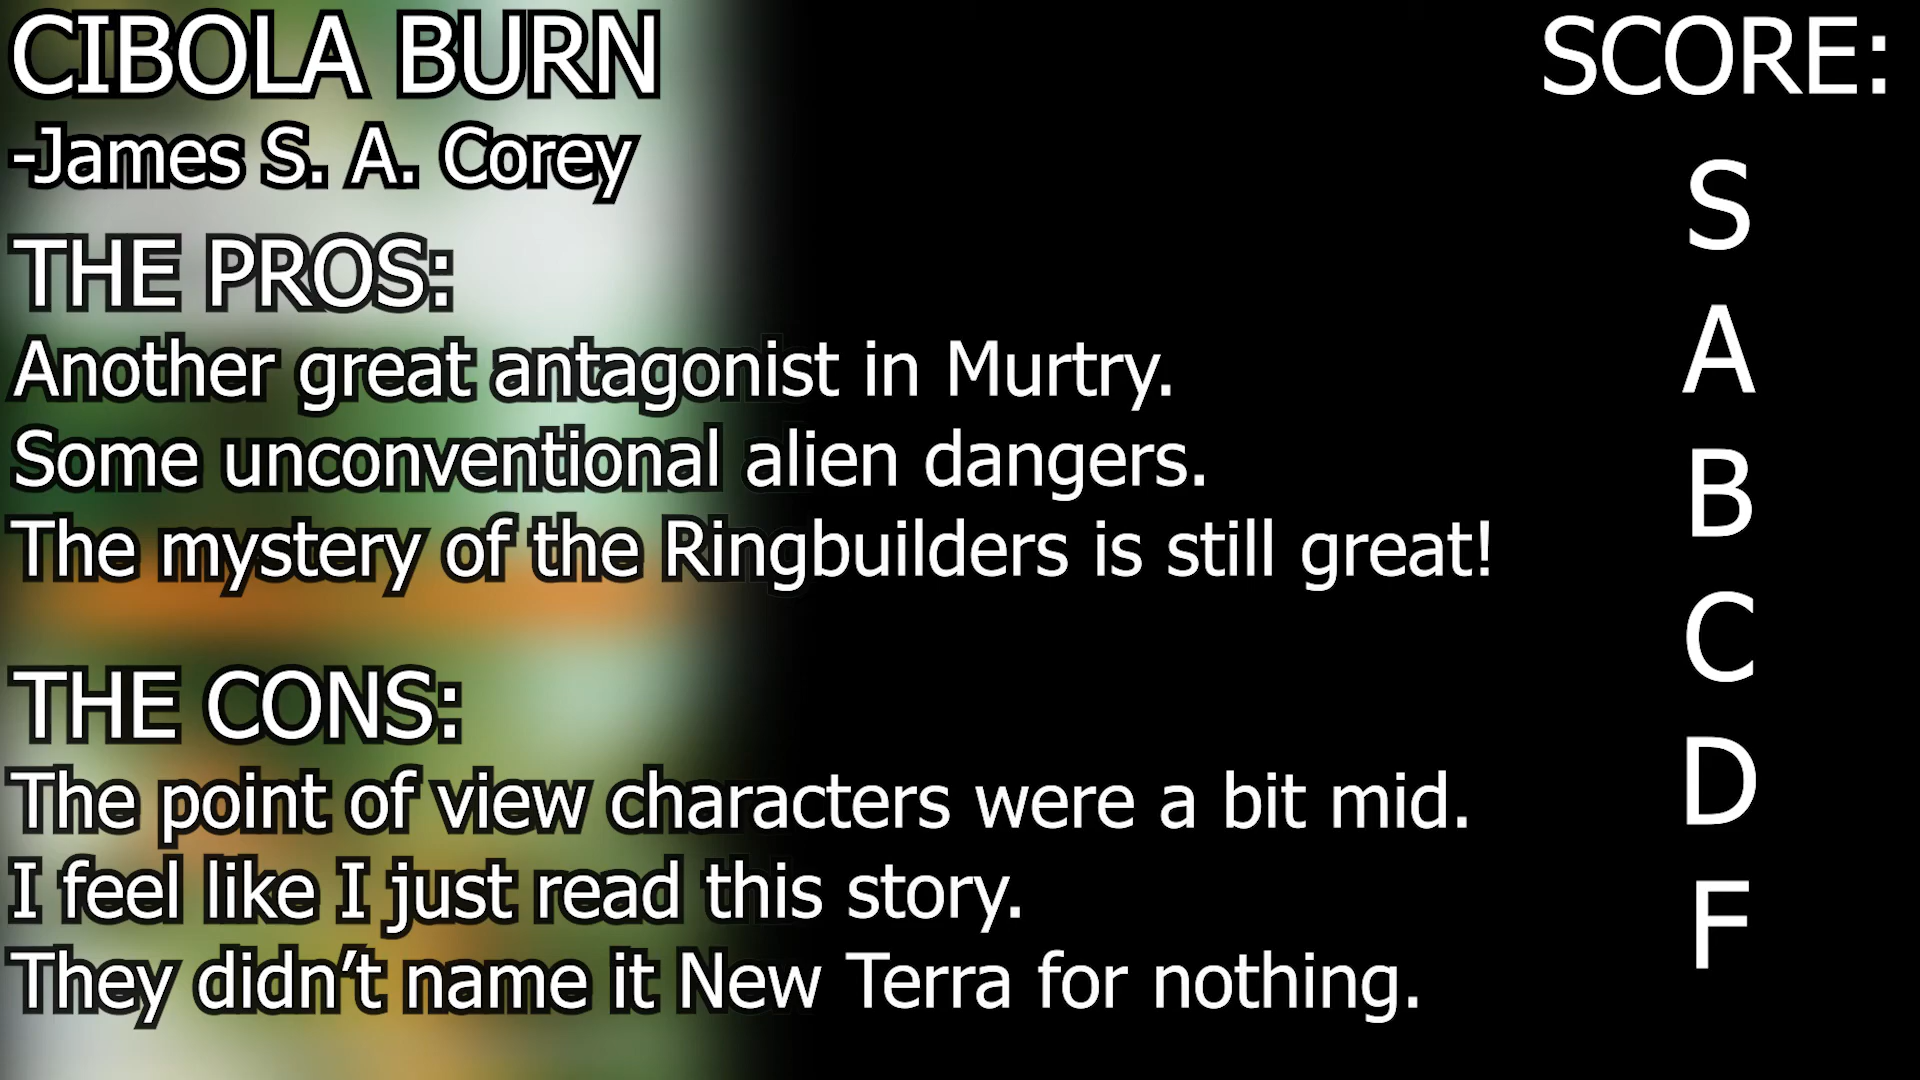 CIBOLA BURN
-James S. A. Corey
THE PROS:
Another great antagonist in Murtry.
Some unconventional alien dangers.
The mystery of the Ringbuilders is still great!
THE CONS:
The point of view characters were a bit mid.
I feel like I just read this story.
They didn’t name it New Terra for nothing.
SCORE:
S
A
B
C
D
F